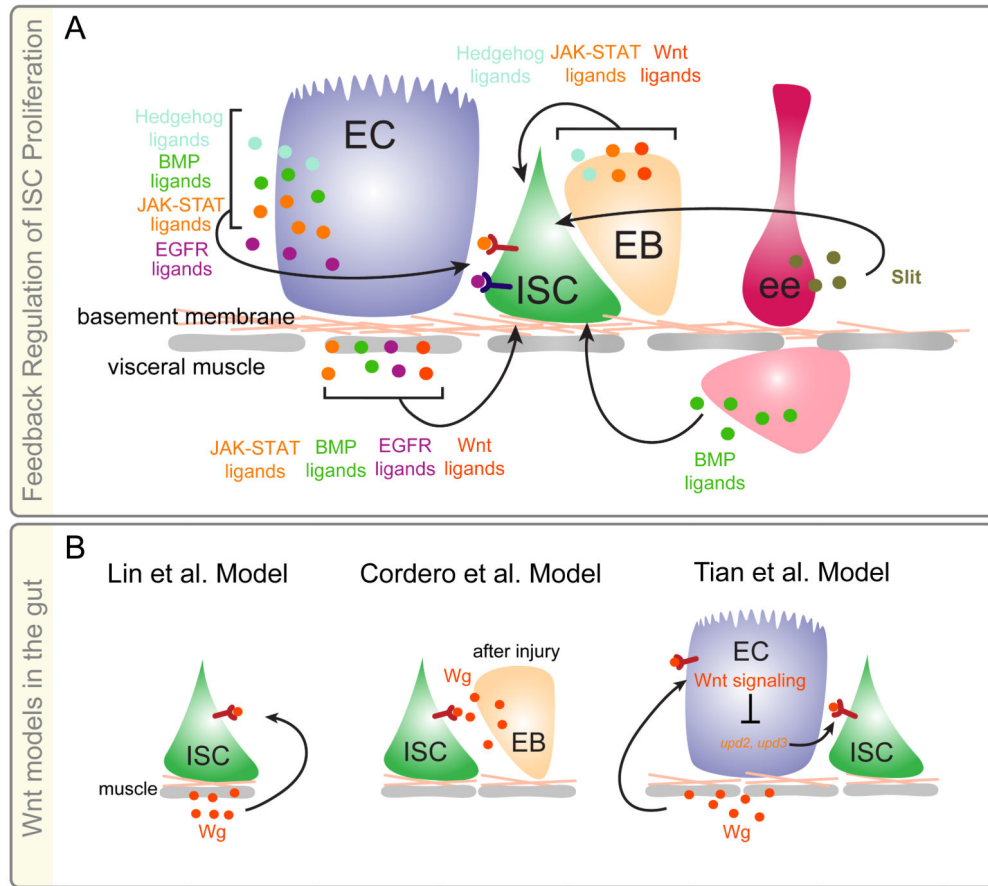 Feedback Regulation of ISC Proliferation
A
Hedgehog JAK-STAT Wnt
ligands ligands ligands
Hedgehog
ligands
BMP
ligands
JAK-STAT
ligands
EGFR
ligands
EC
ISC
EB
ee
Slit
basement membrane
visceral muscle
JAK-STAT BMP EGFR Wnt
ligands ligands ligands ligands
BMP
ligands
Wnt models in the gut
B
Lin et al. Model
ISC
muscle
Wg
Cordero et al. Model
after injury
Wg
ISC
EB
Tian et al. Model
EC
Wnt signaling
upd2, upd3
ISC
Wg